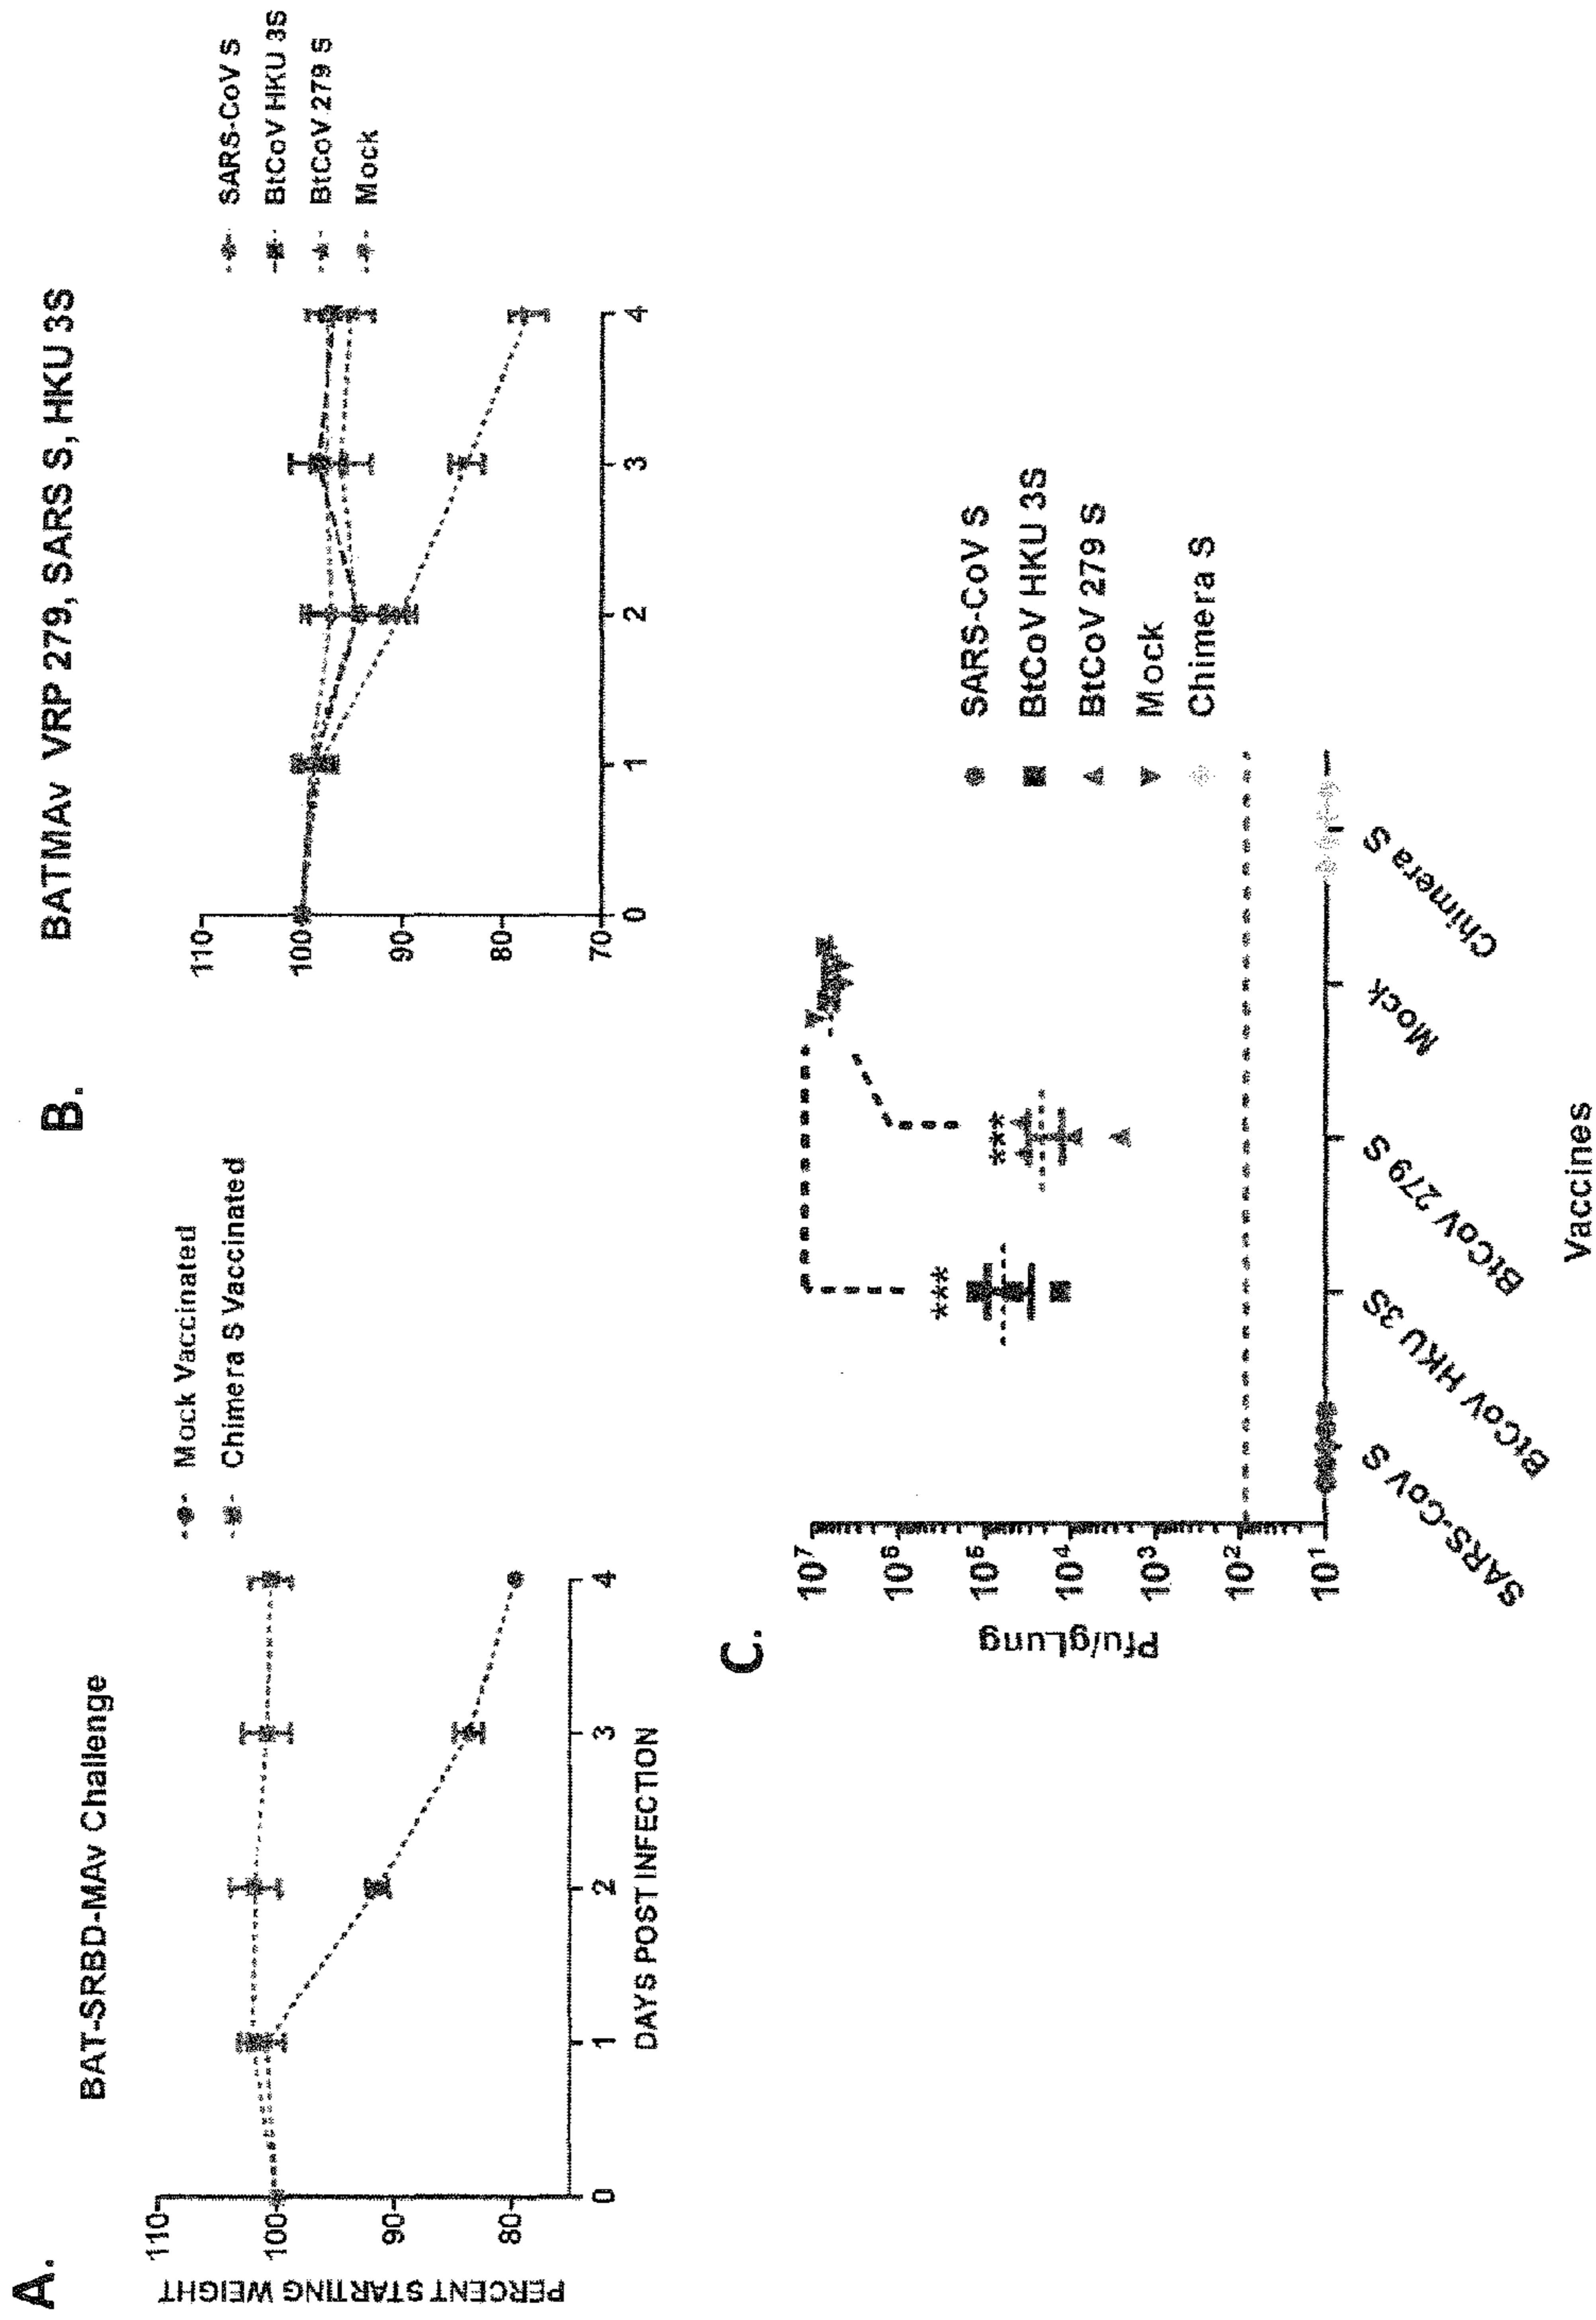 A.
BAT-SRBD-MAv Challenge
Mock Vaccinated
Chimera S Vaccinated
PERCENT STARTING WEIGHT
110
100
90
80
0 1 2 3 4
DAYS POST INFECTION
B.
BATMAv VRP 279, SARS S, HKU 3S
SARS-CoV S
BtCoV HKU 3S
BtCoV 279 S
Mock
110
100
90
80
70
0 1 2 3 4
C.
Pfu/gLung
10⁷
10⁶
10⁵
10⁴
10³
10²
10¹
***
***
SARS-CoV S
BtCoV HKU 3S
BtCoV 279 S
Mock
Chimera S
SARS-CoV S
BtCoV HKU 3S
BtCoV 279 S
Mock
Chimera S
Vaccines